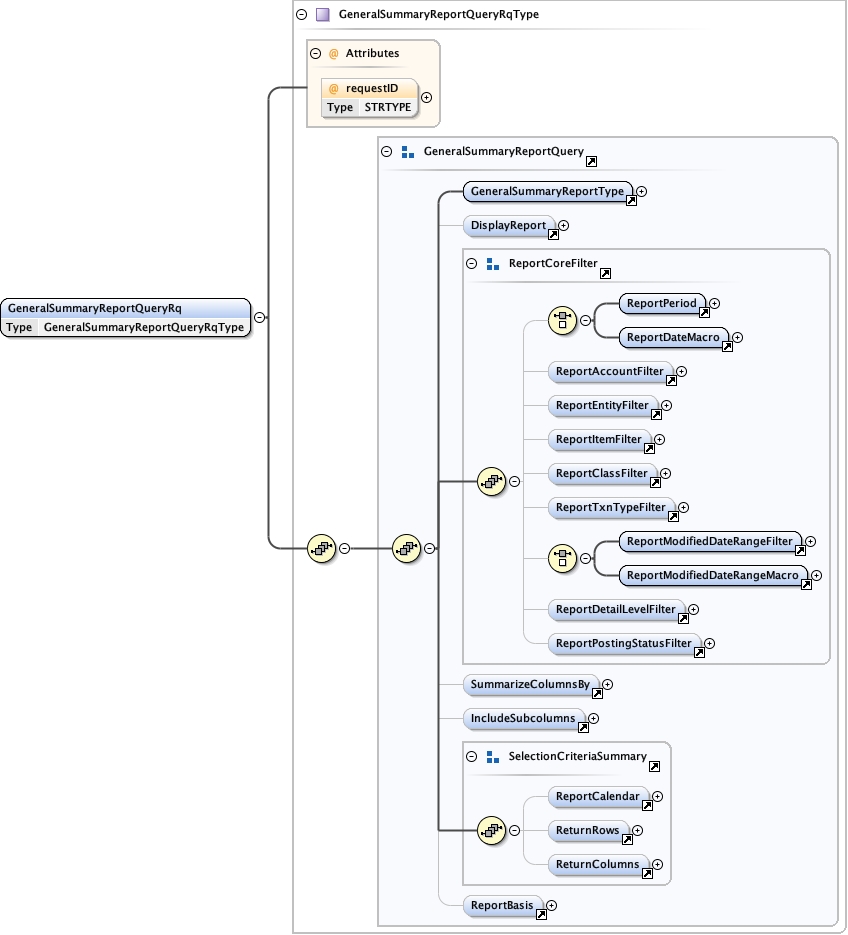 GeneralSummaryReportQueryRqType
@ Attributes
@ requestID
Type STRTYPE
GeneralSummaryReportQuery
GeneralSummaryReportType
DisplayReport
ReportCoreFilter
GeneralSummaryReportQueryRq
Type GeneralSummaryReportQueryRqType
ReportPeriod
ReportDateMacro
ReportAccountFilter
ReportEntityFilter
ReportItemFilter
ReportClassFilter
ReportTxnTypeFilter
ReportModifiedDateRangeFilter
ReportModifiedDateRangeMacro
ReportDetailLevelFilter
ReportPostingStatusFilter
SummarizeColumnsBy
IncludeSubcolumns
SelectionCriteriaSummary
ReportCalendar
ReturnRows
ReturnColumns
ReportBasis